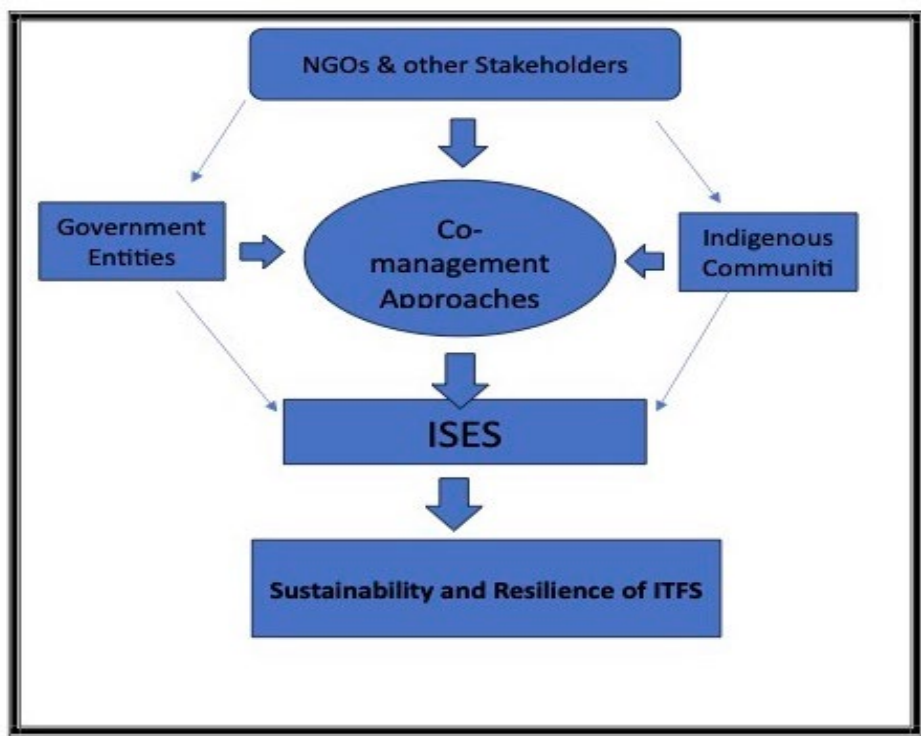 NGOs & other Stakeholders
Government
Entities
Co-
management
Approaches
Indigenous
Communiti
ISES
Sustainability and Resilience of ITFS